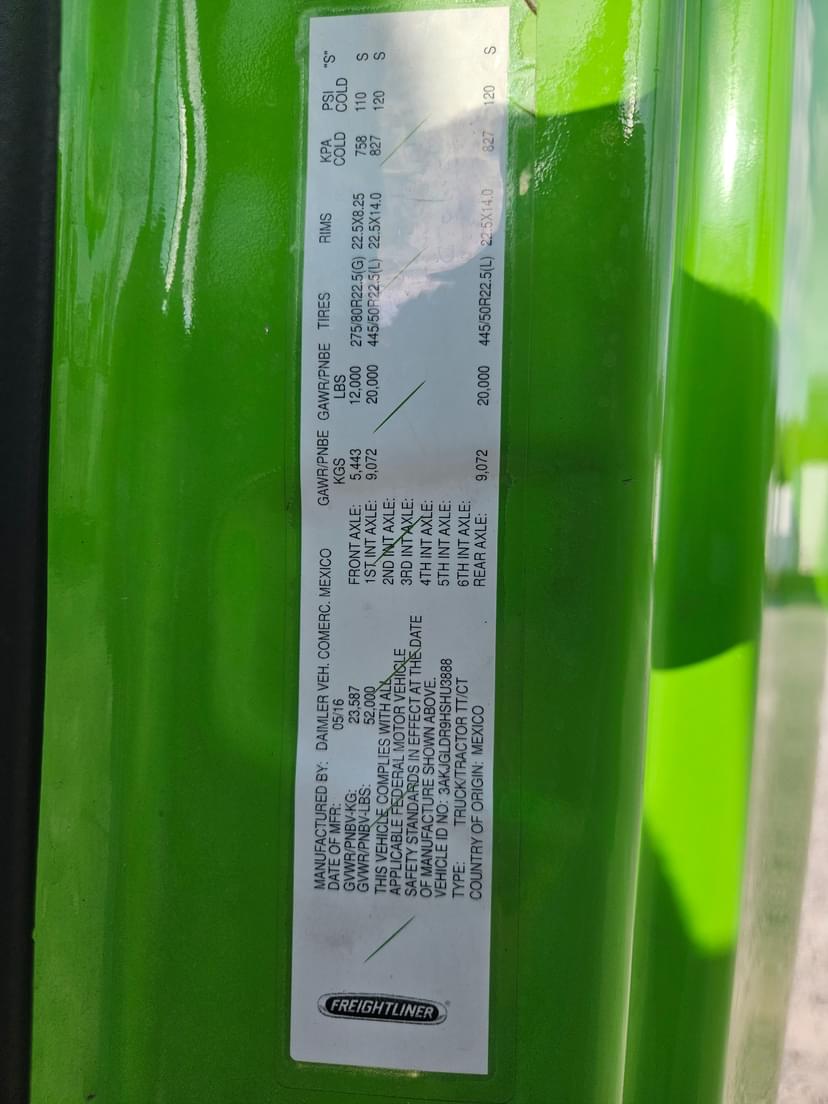 FREIGHTLINER
MANUFACTURED BY: DAIMLER VEH. COMERC. MEXICO
DATE OF MFR: 05/16
GVWR/PNBV-KG: 23,587
GVWR/PNBV-LBS: 52,000
THIS VEHICLE COMPLIES WITH ALL
APPLICABLE FEDERAL MOTOR VEHICLE
SAFETY STANDARDS IN EFFECT AT THE DATE
OF MANUFACTURE SHOWN ABOVE.
VEHICLE ID NO: 3AKJGLDR9HSHU3888
TYPE: TRUCK/TRACTOR TT/CT
COUNTRY OF ORIGIN: MEXICO
GAWR/PNBE GAWR/PNBE TIRES RIMS KPA PSI "S"
KGS LBS COLD COLD
FRONT AXLE: 5,443 12,000 275/80R22.5(G) 22.5X8.25 758 110 S
1ST INT AXLE: 9,072 20,000 445/50R22.5(L) 22.5X14.0 827 120 S
2ND INT AXLE:
3RD INT AXLE:
4TH INT AXLE:
5TH INT AXLE:
6TH INT AXLE:
REAR AXLE: 9,072 20,000 445/50R22.5(L) 22.5X14.0 827 120 S